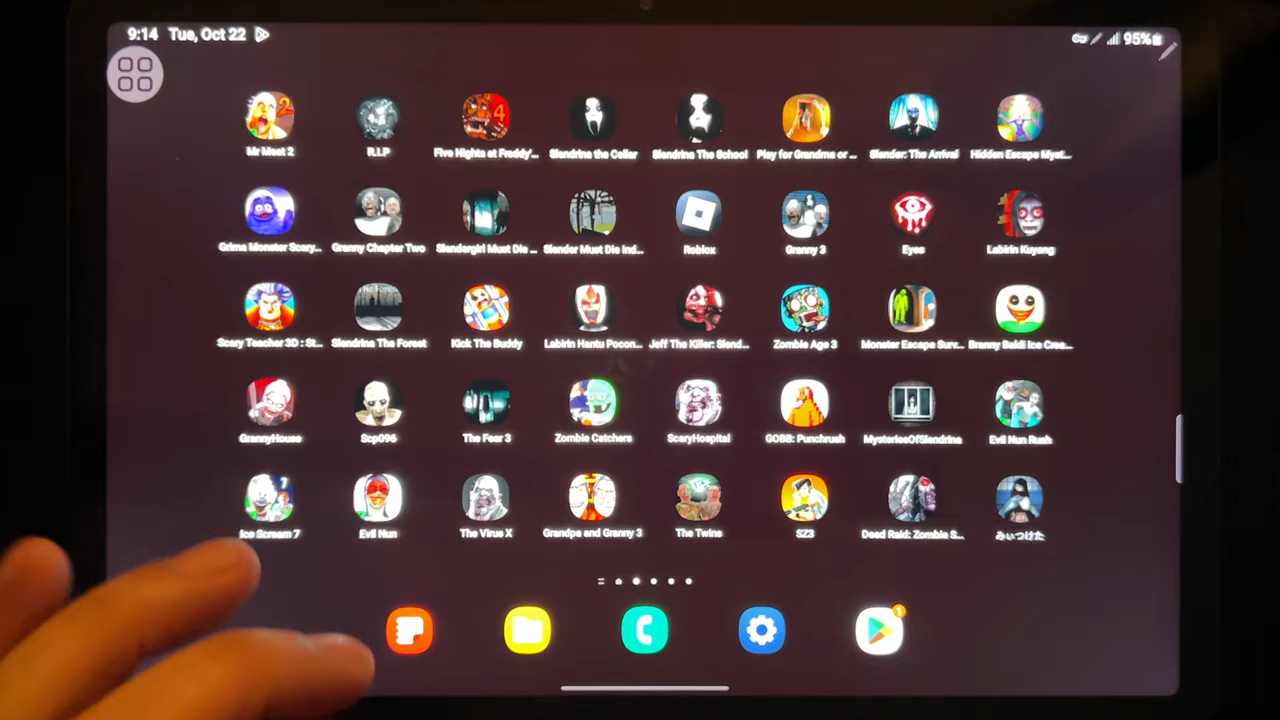 9:14 Tue, Oct 22
95%
2
4
Mr Meat 2
R.I.P
Five Nights at Freddy'...
Slendrina the Cellar
Slendrina The School
Play for Grandma or ...
Slender: The Arrival
Hidden Escape Myst...
Grima Monster Scary...
Granny Chapter Two
Slendergirl Must Die ...
Slender Must Die Ind...
Roblox
Granny 3
Eyes
Labirin Kuyang
Scary Teacher 3D : St...
Slendrina The Forest
Kick The Buddy
Labirin Hantu Pocon...
Jeff The Killer: Slend...
Zombie Age 3
Monster Escape Surv...
Branny Baldi Ice Crea...
GrannyHouse
Scp096
The Fear 3
Zombie Catchers
ScaryHospital
GOBB: Punchrush
MysteriesOfSlendrina
Evil Nun Rush
7
Ice Scream 7
Evil Nun
The Virus X
Grandpa and Granny 3
The Twins
SZ3
Dead Raid: Zombie S...
みぃつけた
1